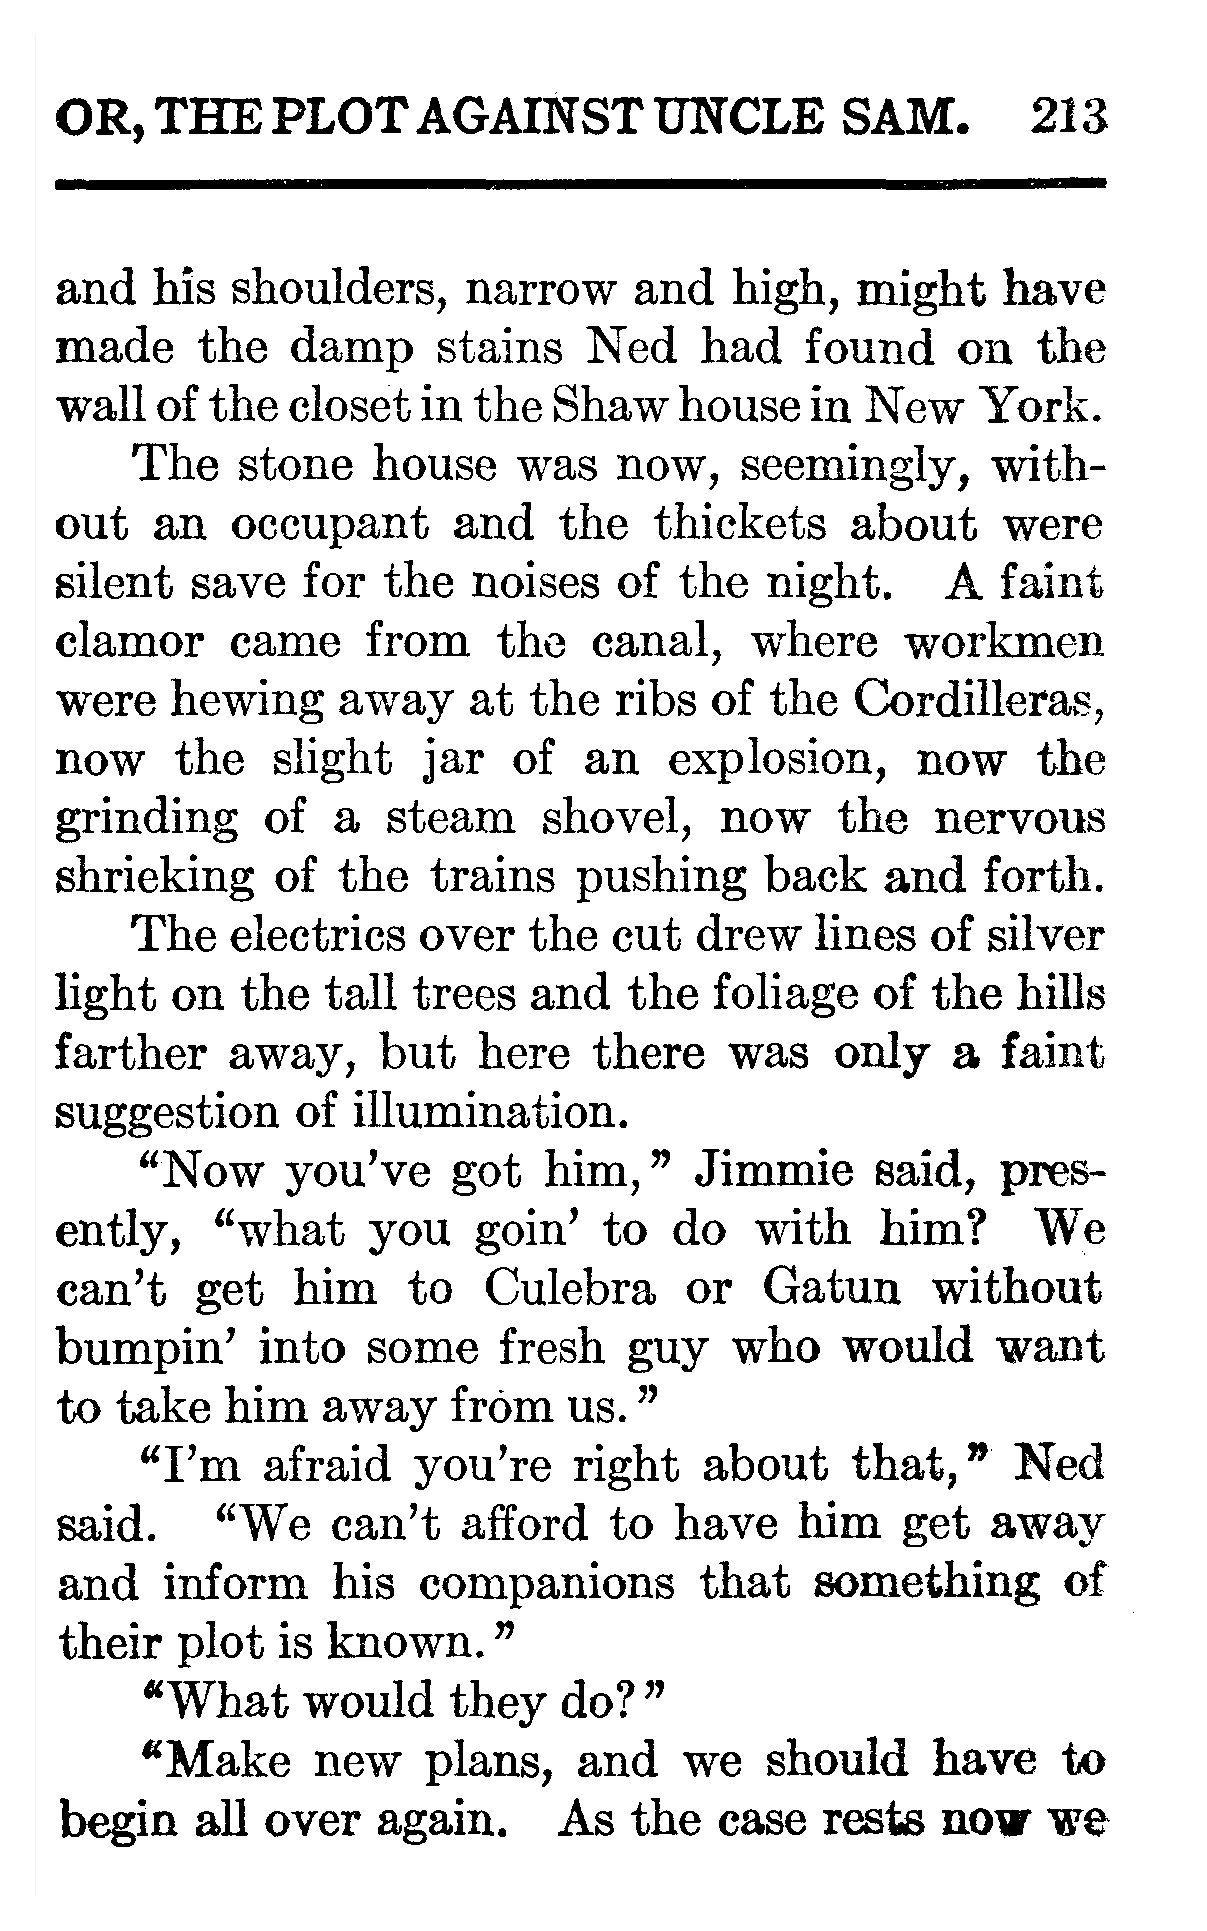 OR, THE PLOT AGAINST UNCLE SAM. 213
and his shoulders, narrow and high, might have
made the damp stains Ned had found on the
wall of the closet in the Shaw house in New York.
The stone house was now, seemingly, with-
out an occupant and the thickets about were
silent save for the noises of the night. A faint
clamor came from the canal, where workmen
were hewing away at the ribs of the Cordilleras,
now the slight jar of an explosion, now the
grinding of a steam shovel, now the nervous
shrieking of the trains pushing back and forth.
The electrics over the cut drew lines of silver
light on the tall trees and the foliage of the hills
farther away, but here there was only a faint
suggestion of illumination.
“Now you’ve got him,” Jimmie said, pres-
ently, “what you goin’ to do with him? We
can’t get him to Culebra or Gatun without
bumpin’ into some fresh guy who would want
to take him away from us.”
“I’m afraid you’re right about that,” Ned
said. “We can’t afford to have him get away
and inform his companions that something of
their plot is known.”
“What would they do?”
“Make new plans, and we should have to
begin all over again. As the case rests now we